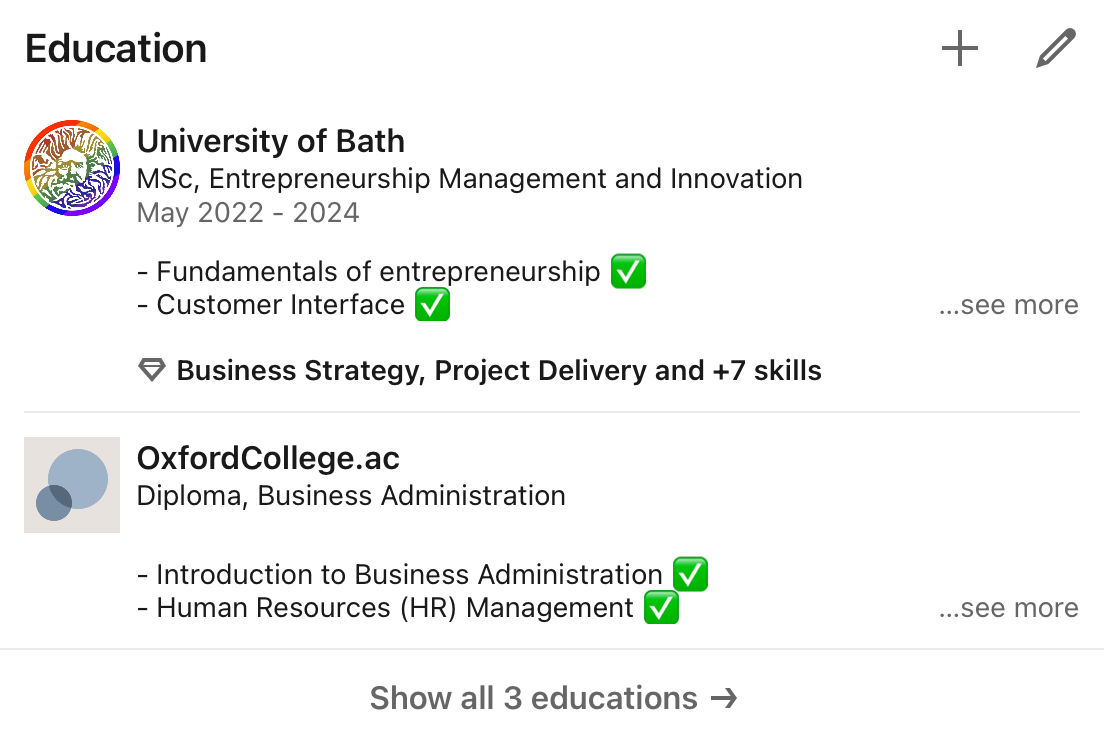 Education
University of Bath
MSc, Entrepreneurship Management and Innovation
May 2022 - 2024
- Fundamentals of entrepreneurship ✅
- Customer Interface ✅
...see more
Business Strategy, Project Delivery and +7 skills
OxfordCollege.ac
Diploma, Business Administration
- Introduction to Business Administration ✅
- Human Resources (HR) Management ✅
...see more
Show all 3 educations →